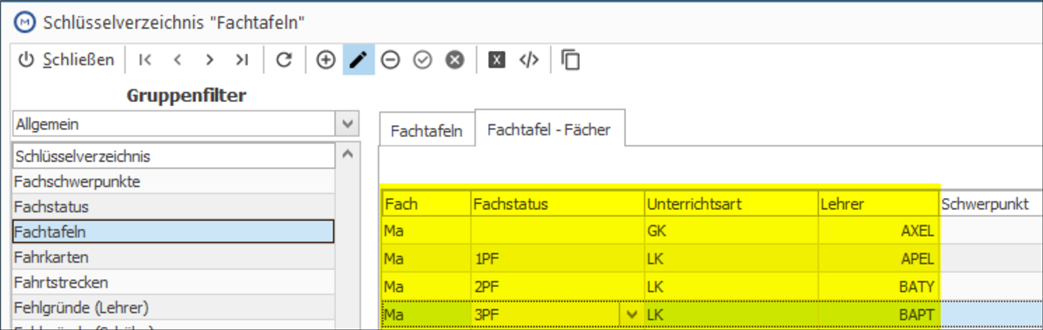 Schlüsselverzeichnis "Fachtafeln"
Schließen
Gruppenfilter
Allgemein
Schlüsselverzeichnis
Fachschwerpunkte
Fachstatus
Fachtafeln
Fahrkarten
Fahrtstrecken
Fehlgründe (Lehrer)
Fachtafeln Fachtafel - Fächer
Fach Fachstatus Unterrichtsart Lehrer Schwerpunkt
Ma GK AXEL
Ma 1PF LK APEL
Ma 2PF LK BATY
Ma 3PF LK BAPT